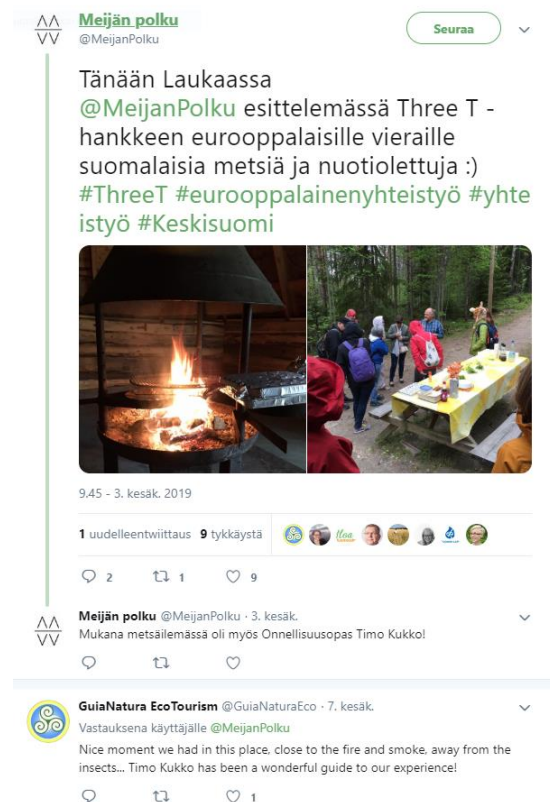 Meijän polku
@MeijanPolku
Seuraa
Tänään Laukaassa
@MeijanPolku esittelemässä Three T -
hankkeen eurooppalaisille vieraille
suomalaisia metsiä ja nuotiolettuja :)
#ThreeT #eurooppalainenyhteistyö #yhte
istyö #Keskisuomi
9.45 - 3. kesäk. 2019
1 uudelleentwiittaus 9 tykkäystä
2 1 9
Meijän polku @MeijanPolku · 3. kesäk.
Mukana metsäilemässä oli myös Onnellisuusopas Timo Kukko!
GuiaNatura EcoTourism @GuiaNaturaEco · 7. kesäk.
Vastauksena käyttäjälle @MeijanPolku
Nice moment we had in this place, close to the fire and smoke, away from the
insects... Timo Kukko has been a wonderful guide to our experience!
1